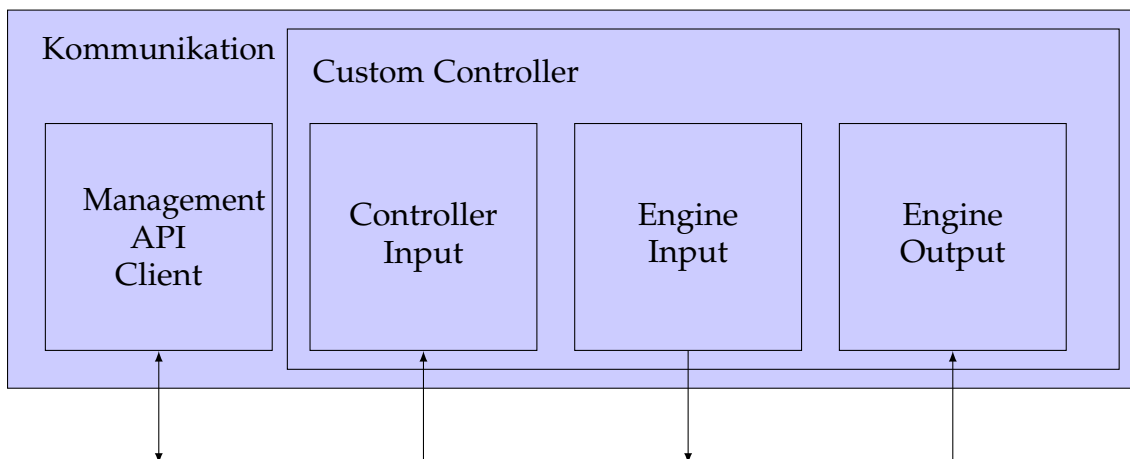 Kommunikation
Custom Controller
Management
API
Client
Controller
Input
Engine
Input
Engine
Output